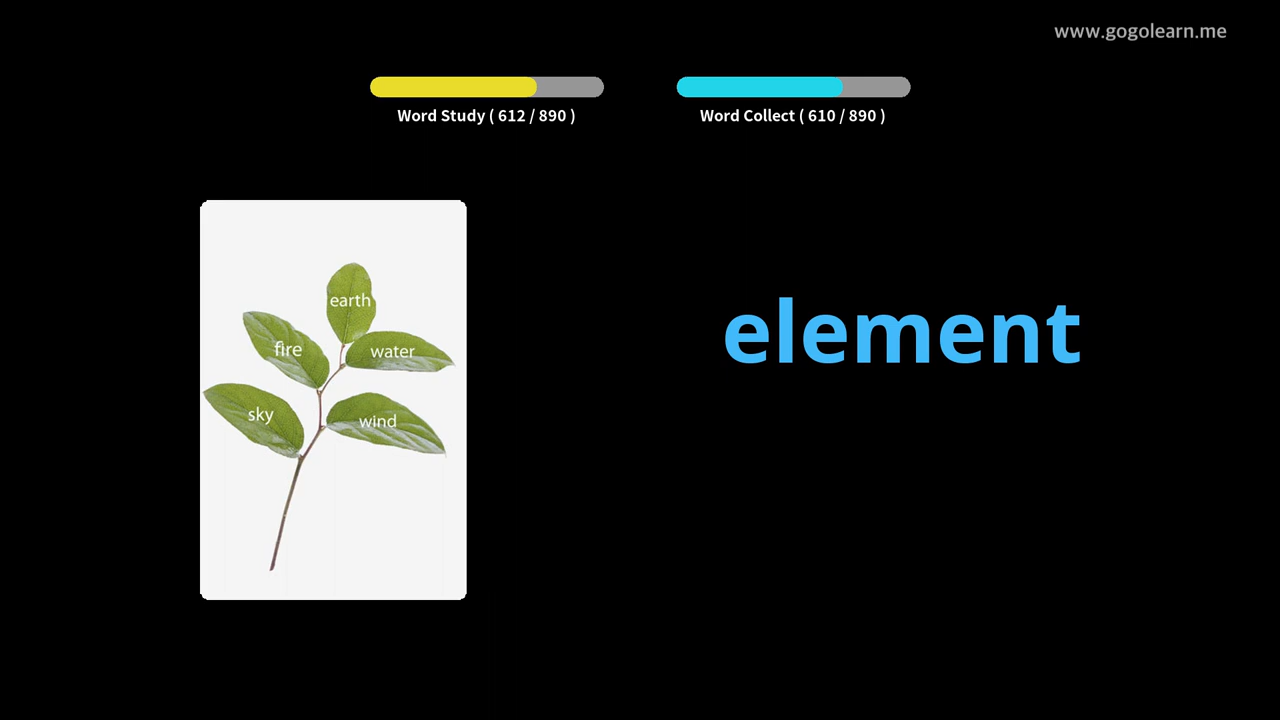 www.gogolearn.me
Word Study ( 612 / 890 )
Word Collect ( 610 / 890 )
earth
fire
water
sky
wind
element